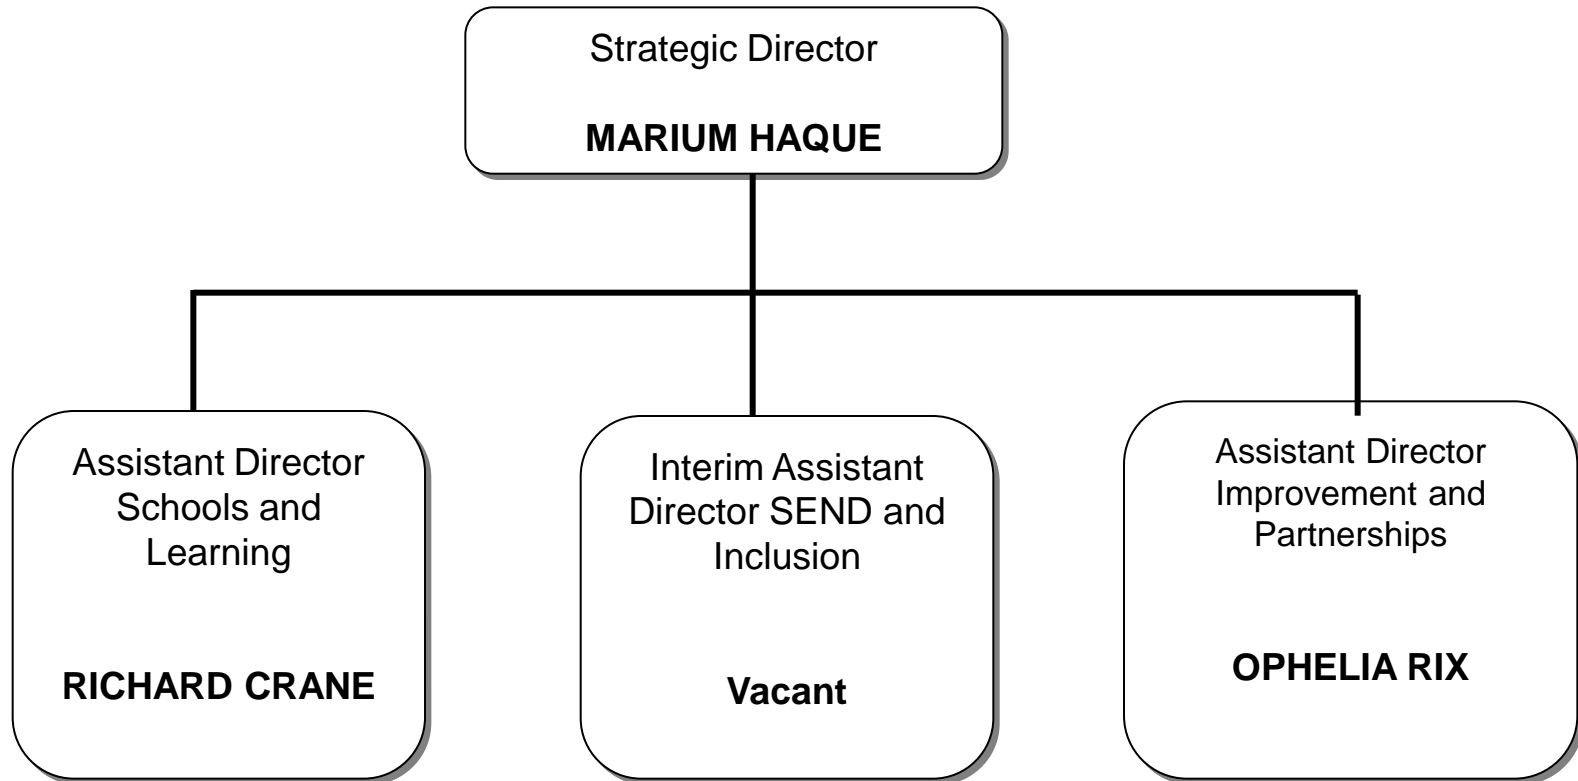 Strategic Director
MARIUM HAQUE
Assistant Director
Schools and
Learning
RICHARD CRANE
Interim Assistant
Director SEND and
Inclusion
Vacant
Assistant Director
Improvement and
Partnerships
OPHELIA RIX